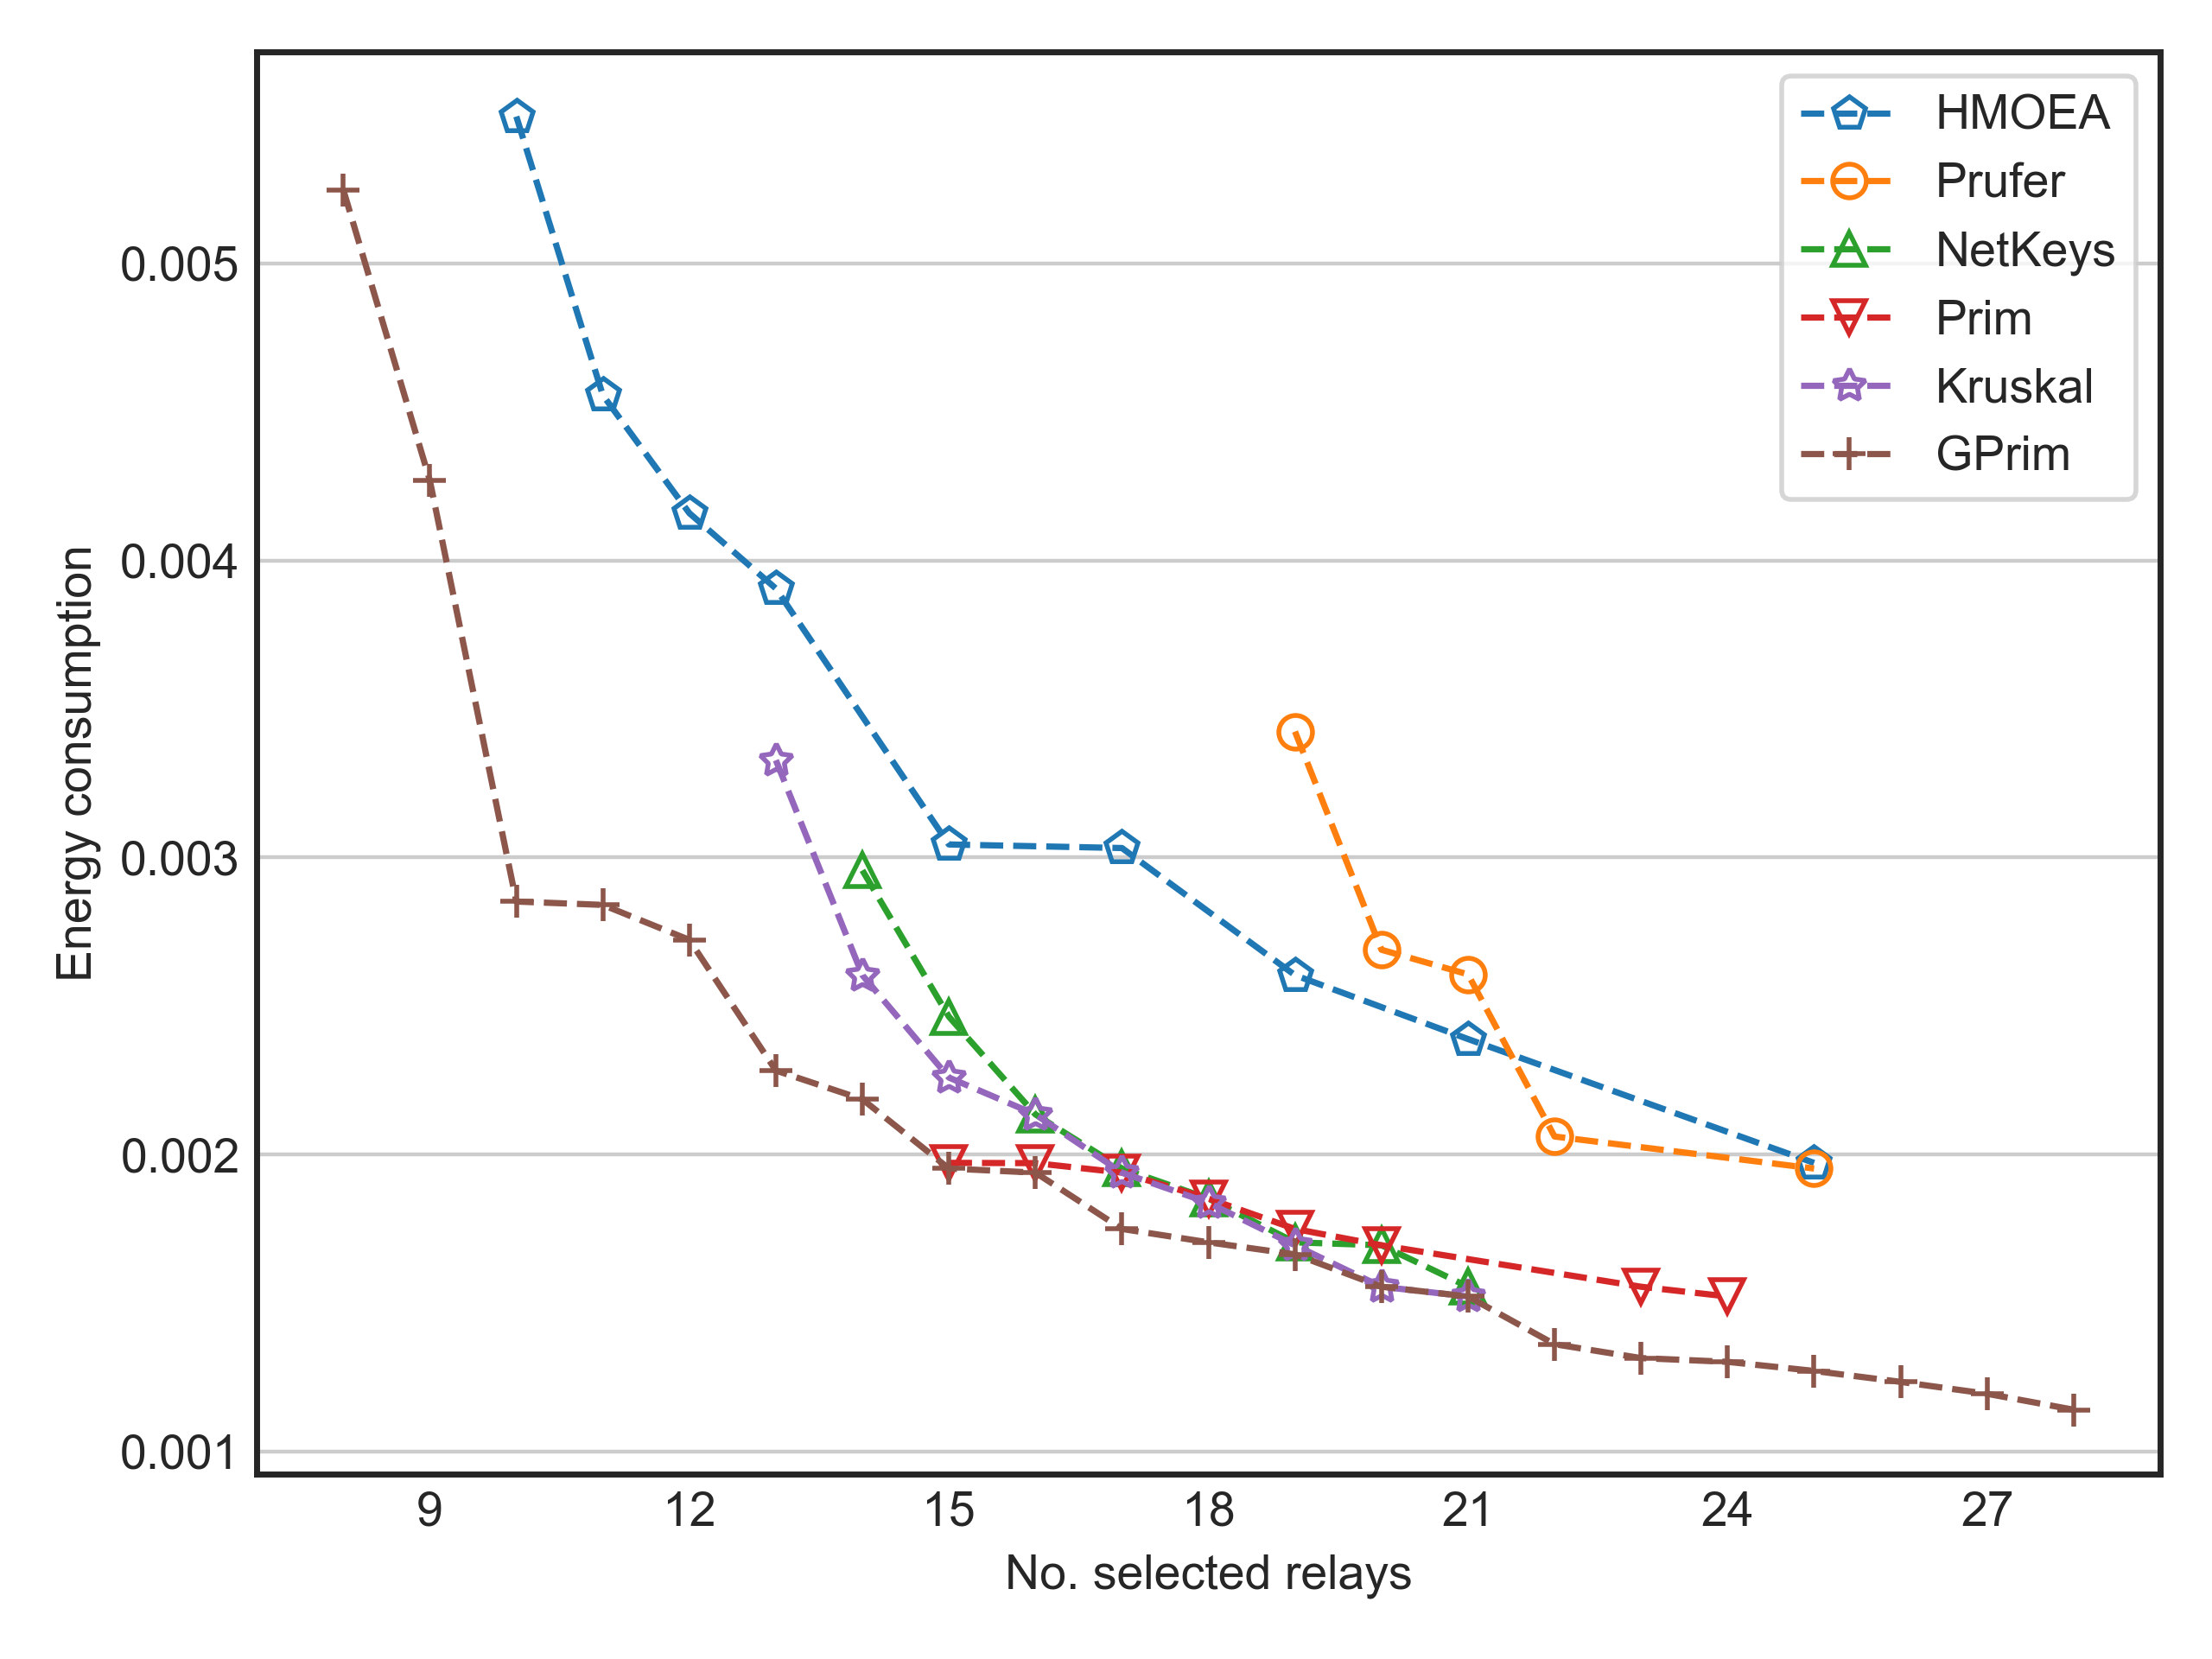 HMOEA
Prufer
NetKeys
Prim
Kruskal
GPrim
0.005
0.004
0.003
0.002
0.001
Energy consumption
9 12 15 18 21 24 27
No. selected relays